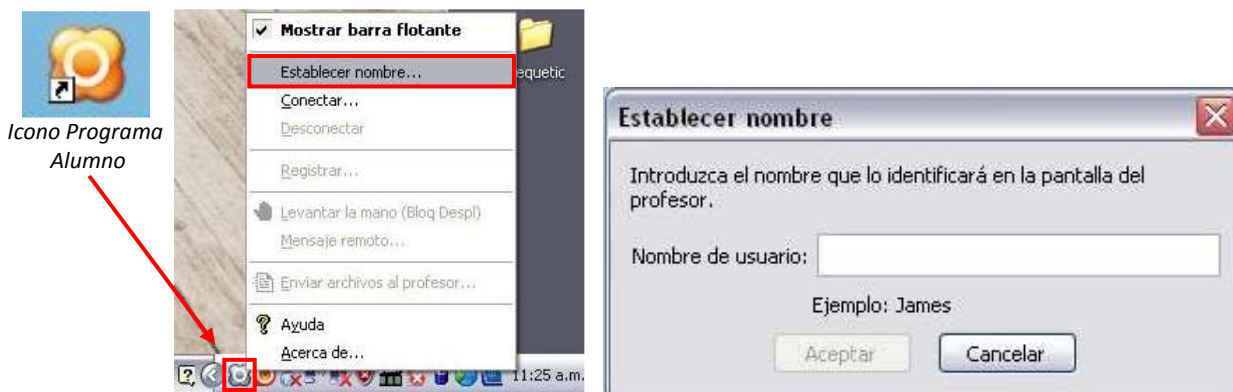 Icono Programa
Alumno
Mostrar barra flotante
Establecer nombre...
Conectar...
Desconectar
Registrar...
Levantar la mano (Bloq Despl)
Mensaje remoto...
Enviar archivos al profesor...
Ayuda
Acerca de...
equetic
11:25 a.m.
Establecer nombre
Introduzca el nombre que lo identificará en la pantalla del
profesor.
Nombre de usuario:
Ejemplo: James
Aceptar
Cancelar